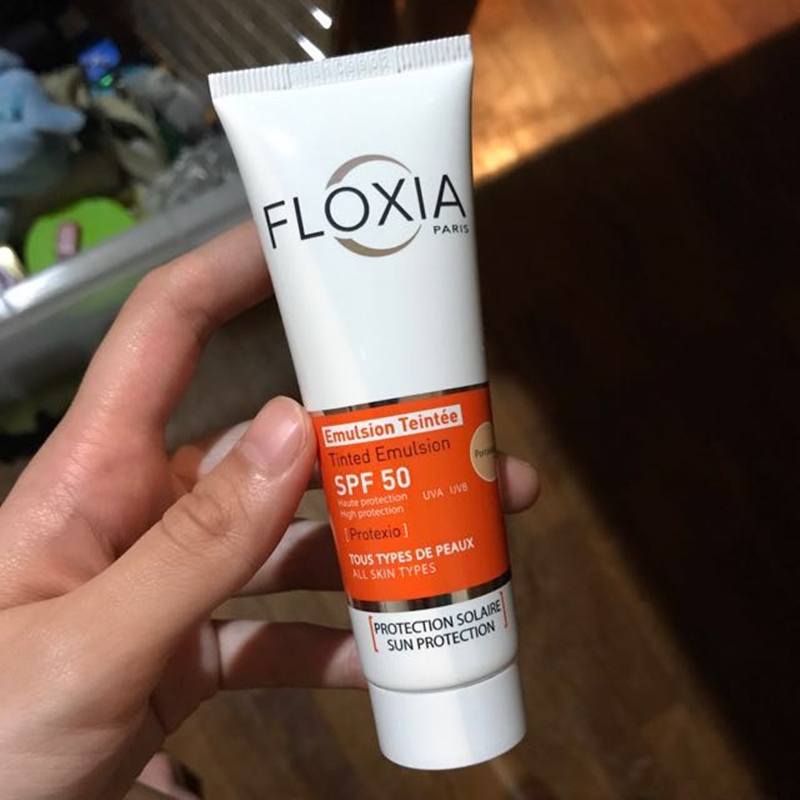 FLOXIA
PARIS
Emulsion Teintée
Tinted Emulsion
SPF 50
Haute protection
High protection
UVA UVB
[Protexio]
TOUS TYPES DE PEAUX
ALL SKIN TYPES
[PROTECTION SOLAIRE
SUN PROTECTION]